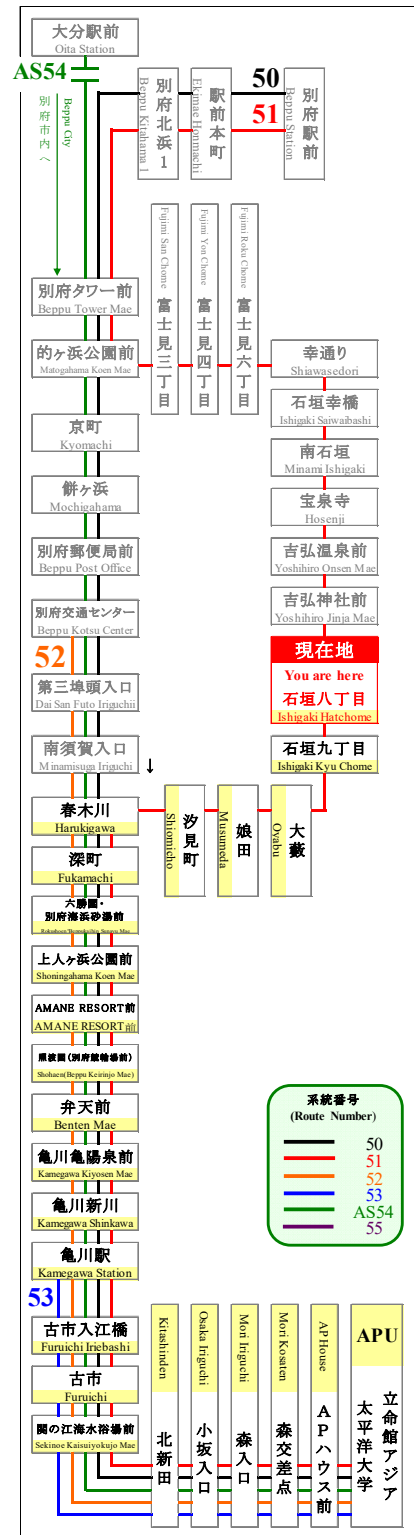 大分駅前
Oita Station
AS54
Beppu City
別府市内へ
別府北浜1
Beppu Kitahama 1
駅前本町
Ekimae Honmachi
50
51
別府駅前
Beppu Station
別府タワー前
Beppu Tower Mae
的ヶ浜公園前
Matogahama Koen Mae
Fujimi San Chome
富士見三丁目
Fujimi Yon Chome
富士見四丁目
Fujimi Roku Chome
富士見六丁目
幸通り
Shiawasedori
石垣幸橋
Ishigaki Saiwaibashi
南石垣
Minami Ishigaki
宝泉寺
Hosenji
吉弘温泉前
Yoshihiro Onsen Mae
吉弘神社前
Yoshihiro Jinja Mae
現在地
You are here
石垣八丁目
Ishigaki Hatchome
石垣九丁目
Ishigaki Kyu Chome
京町
Kyomachi
餅ヶ浜
Mochigahama
別府郵便局前
Beppu Post Office
別府交通センター
Beppu Kotsu Center
52
第三埠頭入口
Dai San Futo Iriguchii
南須賀入口
Minamisuga Iriguchi
↓
春木川
Harukigawa
汐見町
Shiomicho
娘田
Musumeda
大藪
Oyabu
深町
Fukamachi
六勝園・
別府海浜砂湯前
上人ヶ浜公園前
Shoningahama Koen Mae
AMANE RESORT前
AMANE RESORT前
照波園(別府競輪場前)
Shohaen(Beppu Keirinjo Mae)
弁天前
Benten Mae
亀川亀陽泉前
Kamegawa Kiyosen Mae
亀川新川
Kamegawa Shinkawa
亀川駅
Kamegawa Station
53
古市入江橋
Furuichi Iriebashi
古市
Furuichi
関の江海水浴場前
Sekinoe Kaisuiyokujo Mae
系統番号
(Route Number)
50
51
52
53
AS54
55
Kitashinden
北新田
Osaka Iriguchi
小坂入口
Mori Iriguchi
森入口
Mori Kosaten
森交差点
AP House
APハウス前
APU
立命館アジア
太平洋大学